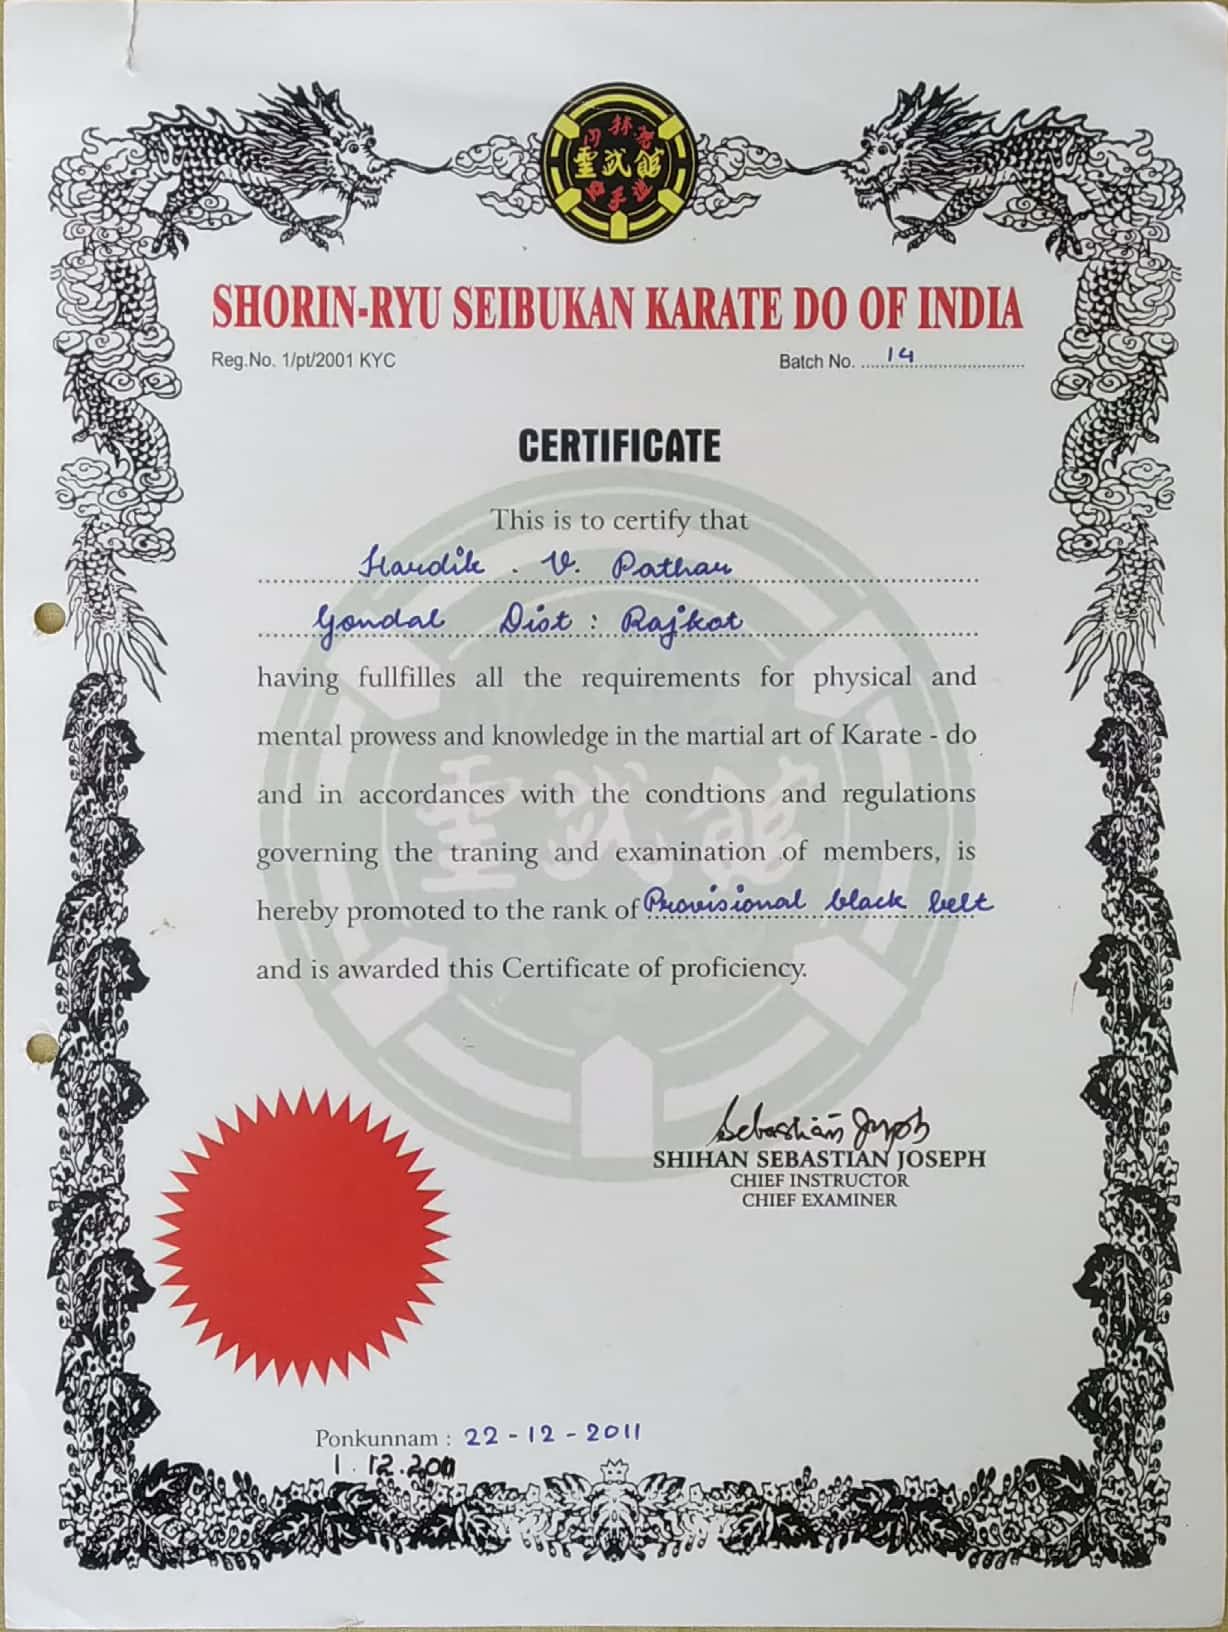 聖武館
SHORIN-RYU SEIBUKAN KARATE DO OF INDIA
Reg.No. 1/pt/2001 KYC
Batch No. 14
CERTIFICATE
This is to certify that
Hardik . V. Pathar
Gondal Dist : Rajkot
having fullfilles all the requirements for physical and
mental prowess and knowledge in the martial art of Karate - do
and in accordances with the condtions and regulations
governing the traning and examination of members, is
hereby promoted to the rank of Provisional black belt
and is awarded this Certificate of proficiency.
聖武館
Sebastian Joseph
SHIHAN SEBASTIAN JOSEPH
CHIEF INSTRUCTOR
CHIEF EXAMINER
Ponkunnam : 22 - 12 - 2011
1.12.2011